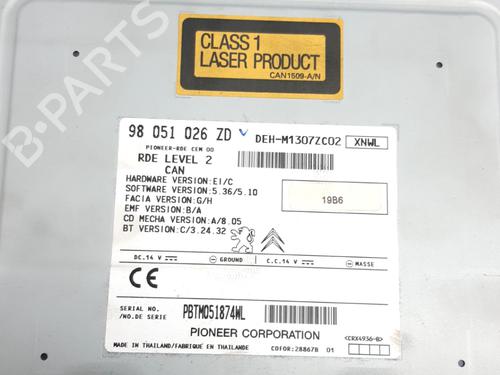 B-PARTS
CLASS 1
LASER PRODUCT
CAN1509-A/N
98 051 026 ZD DEH-M1307ZC02 XNWL
PIONEER-RDE CEM 00
RDE LEVEL 2
CAN
HARDWARE VERSION:EI/C
SOFTWARE VERSION:5.36/5.10
FACIA VERSION:G/H
EMF VERSION:B/A
CD MECHA VERSION:A/8.05
BT VERSION:C/3.24.32
19B6
DC.14 V GROUND C.C.14 V MASSE
CE
SERIAL NO.
/NO.DE SERIE PBTM051874WL
PIONEER CORPORATION
<CRX4936-B>
MADE IN THAILAND/FABRIQUE EN THAILANDE CDFOR:28867B 01